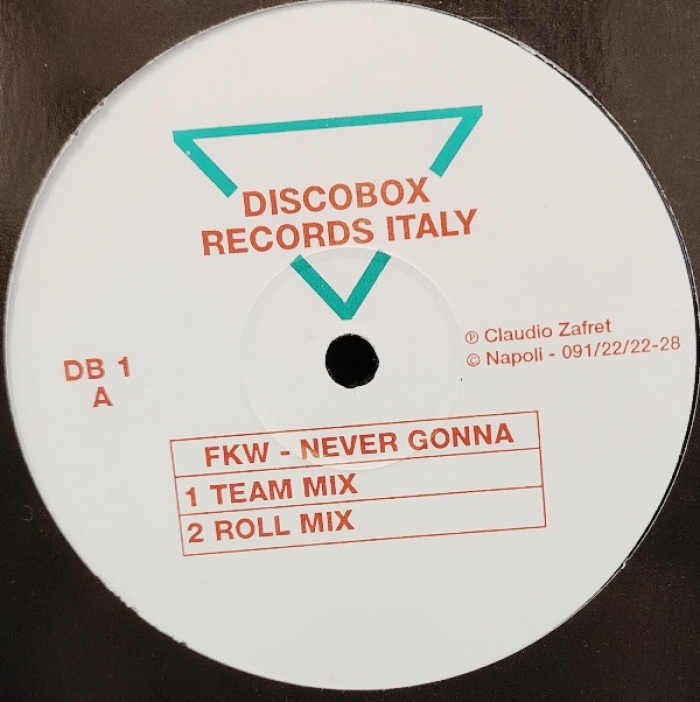 DISCOBOX
RECORDS ITALY
℗ Claudio Zafret
© Napoli - 091/22/22-28
DB 1
A
FKW - NEVER GONNA
1 TEAM MIX
2 ROLL MIX